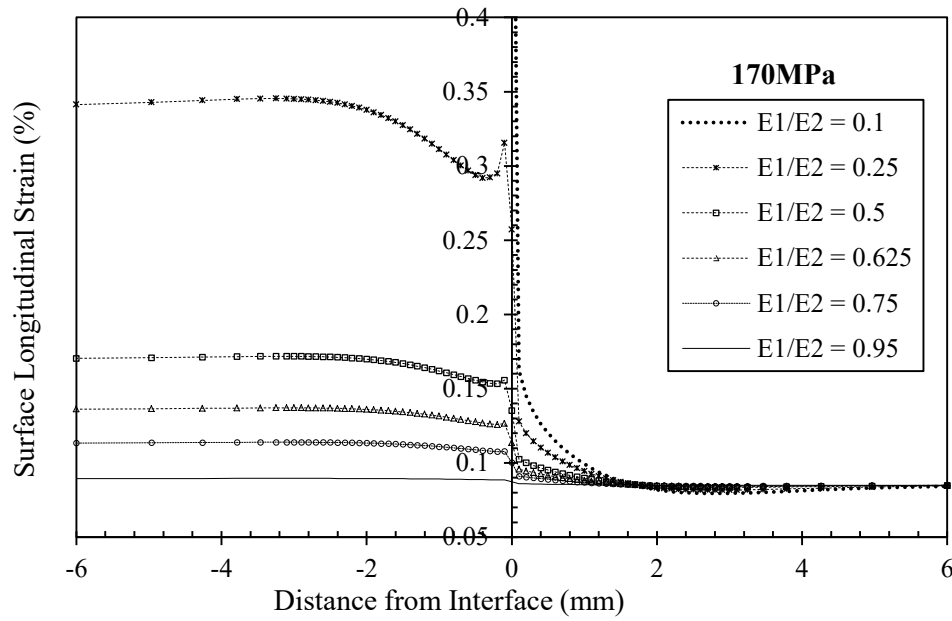 0.4
0.35
0.3
0.25
0.2
0.15
0.1
0.05
-6
-4
-2
0
2
4
6
Surface Longitudinal Strain (%)
Distance from Interface (mm)
170MPa
E1/E2 = 0.1
E1/E2 = 0.25
E1/E2 = 0.5
E1/E2 = 0.625
E1/E2 = 0.75
E1/E2 = 0.95